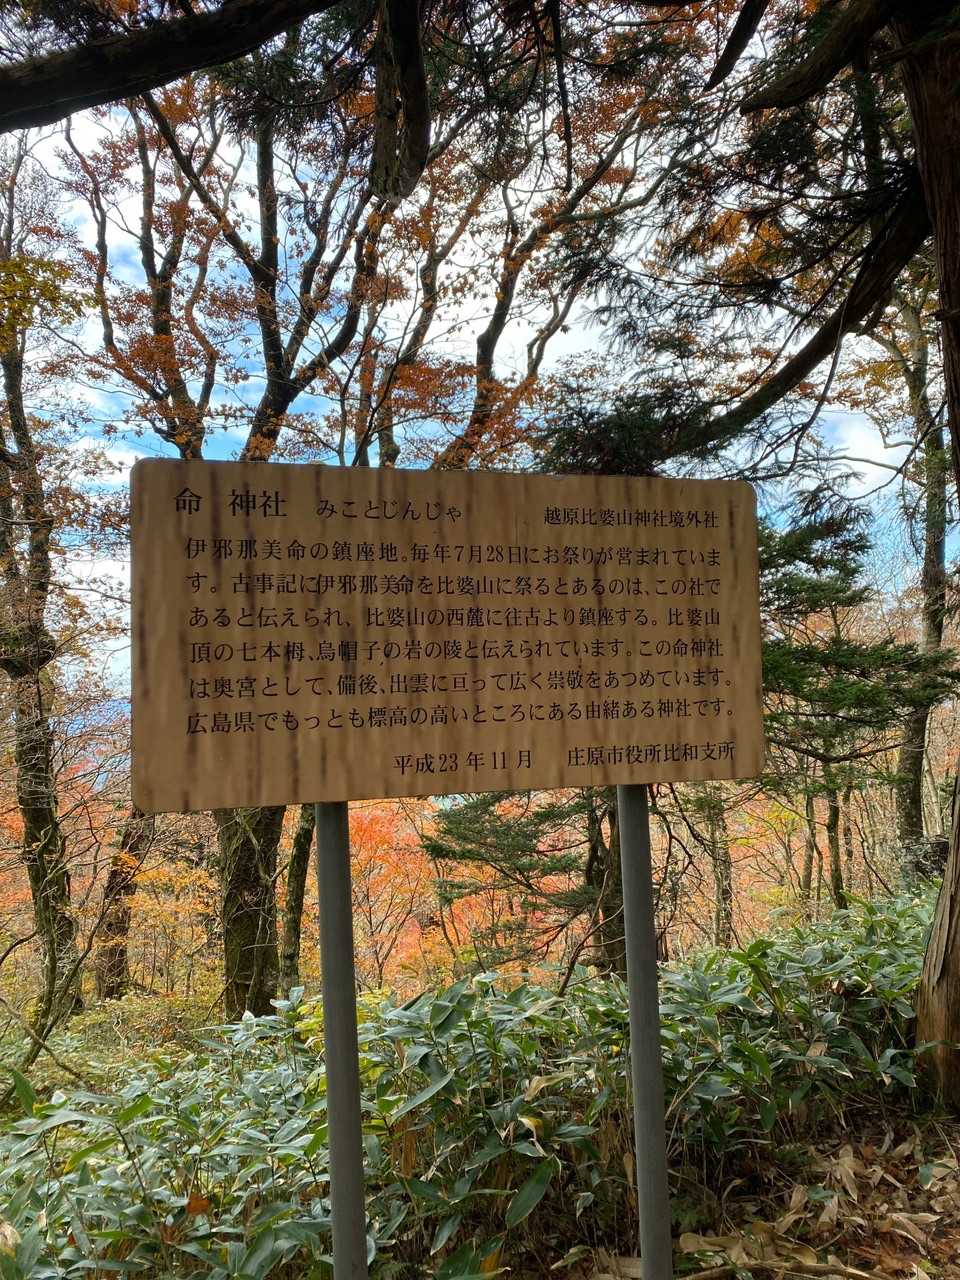 命 神社 みことじんじゃ 越原比婆山神社境外社
伊邪那美命の鎮座地。毎年7月28日にお祭りが営まれていま
す。古事記に伊邪那美命を比婆山に祭るとあるのは、この社で
あると伝えられ、比婆山の西麓に往古より鎮座する。比婆山
頂の七本栂、烏帽子の岩の陵と伝えられています。この命神社
は奥宮として、備後、出雲に亘って広く崇敬をあつめています。
広島県でもっとも標高の高いところにある由緒ある神社です。
平成23年11月 庄原市役所比和支所